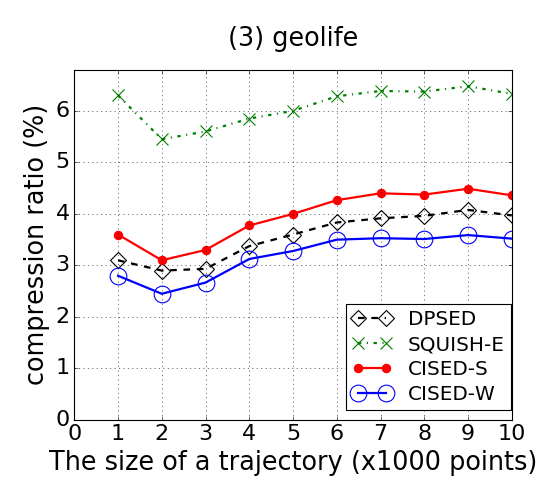 (3) geolife
compression ratio (%)
6
5
4
3
2
1
0
0 1 2 3 4 5 6 7 8 9 10
The size of a trajectory (x1000 points)
DPSED
SQUISH-E
CISED-S
CISED-W